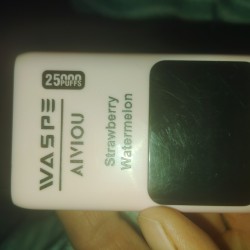 25000
PUFFS
WASPE
AIVIOU
Strawberry
Watermelon